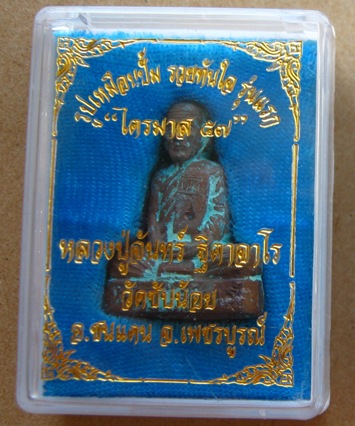 รูปเหมือนปั๊ม รวยทันใจ รุ่นแรก
"ไตรมาส ๕๗"
หลวงปู่จันทร์ ฐิตาจาโร
วัดซับน้อย
อ.ชนแดน จ.เพชรบูรณ์